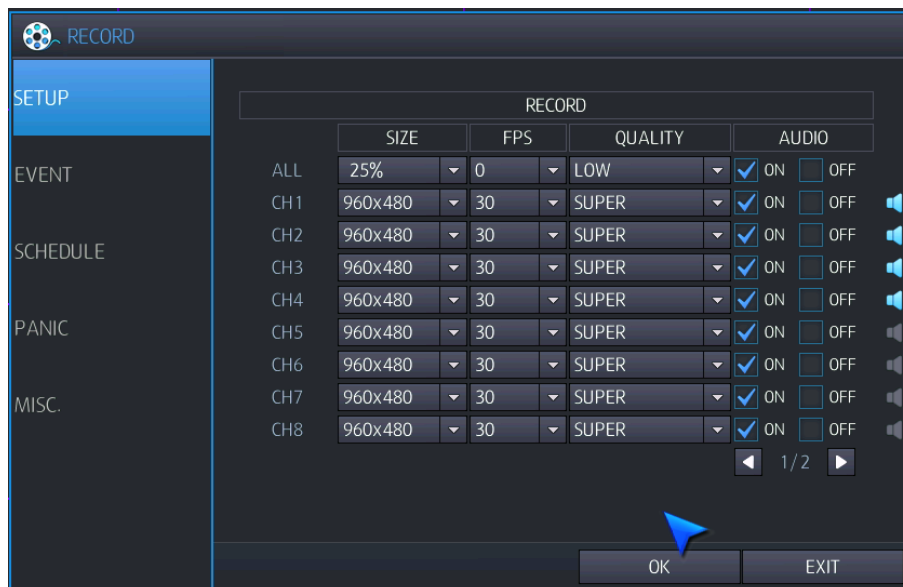 RECORD
SETUP
EVENT
SCHEDULE
PANIC
MISC.
RECORD
SIZE FPS QUALITY AUDIO
ALL 25% 0 LOW ON OFF
CH1 960x480 30 SUPER ON OFF
CH2 960x480 30 SUPER ON OFF
CH3 960x480 30 SUPER ON OFF
CH4 960x480 30 SUPER ON OFF
CH5 960x480 30 SUPER ON OFF
CH6 960x480 30 SUPER ON OFF
CH7 960x480 30 SUPER ON OFF
CH8 960x480 30 SUPER ON OFF
1/2
OK EXIT